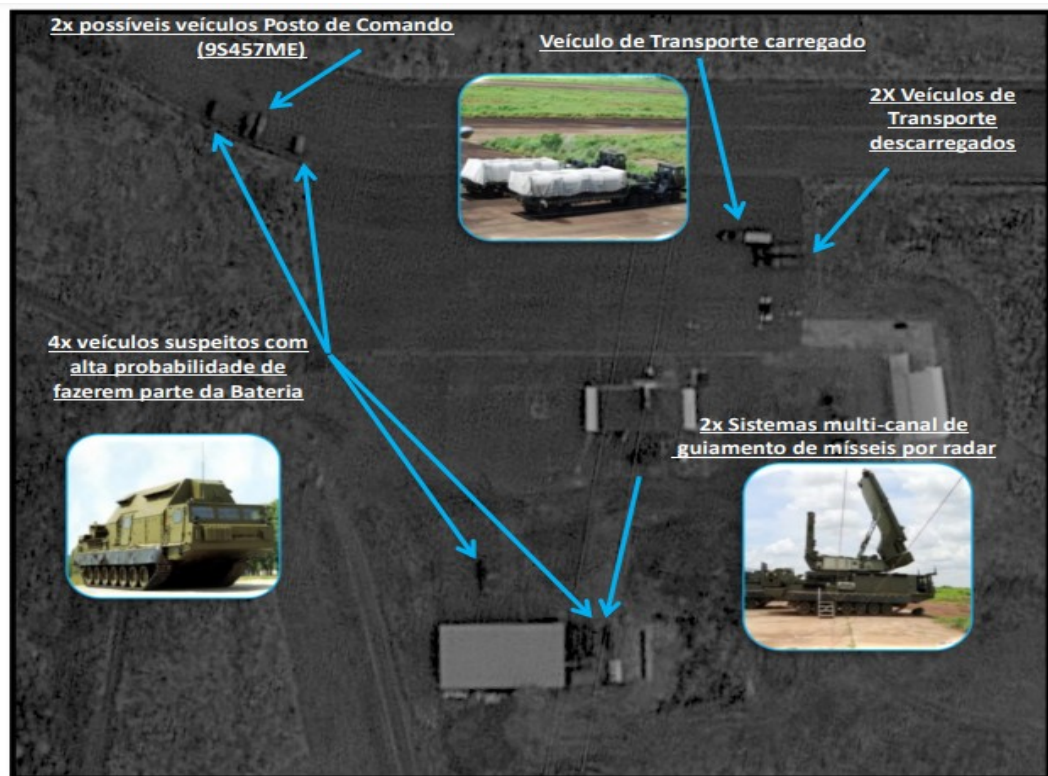 2x possíveis veículos Posto de Comando
(9S457ME)
Veículo de Transporte carregado
2X Veículos de
Transporte
descarregados
4x veículos suspeitos com
alta probabilidade de
fazerem parte da Bateria
2x Sistemas multi-canal de
guiamento de mísseis por radar